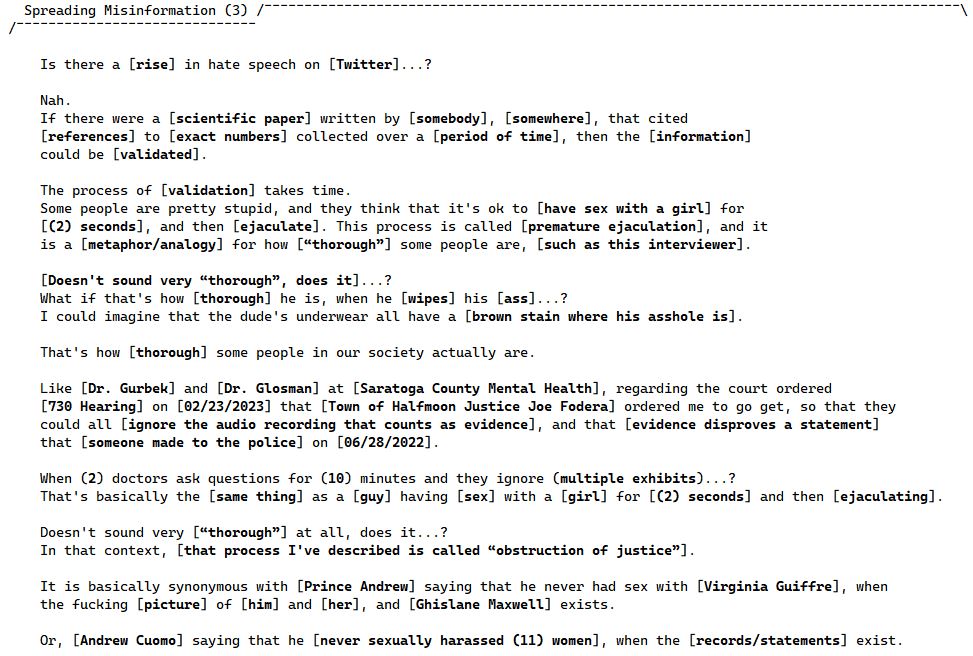 Spreading Misinformation (3) /¯¯¯¯¯¯¯¯¯¯¯¯¯¯¯¯¯¯¯¯¯¯¯¯¯¯¯¯¯¯¯¯¯¯¯¯¯¯¯¯¯¯¯¯¯¯¯¯¯¯¯¯¯¯¯¯¯¯¯¯¯¯¯¯¯¯¯¯¯¯¯¯¯¯¯¯¯¯¯¯¯¯¯¯¯¯¯\
/¯¯¯¯¯¯¯¯¯¯¯¯¯¯¯¯¯¯¯¯¯¯¯¯¯¯¯¯¯¯
Is there a [rise] in hate speech on [Twitter]...?
Nah.
If there were a [scientific paper] written by [somebody], [somewhere], that cited
[references] to [exact numbers] collected over a [period of time], then the [information]
could be [validated].
The process of [validation] takes time.
Some people are pretty stupid, and they think that it's ok to [have sex with a girl] for
[(2) seconds], and then [ejaculate]. This process is called [premature ejaculation], and it
is a [metaphor/analogy] for how [“thorough”] some people are, [such as this interviewer].
[Doesn't sound very “thorough”, does it]...?
What if that's how [thorough] he is, when he [wipes] his [ass]...?
I could imagine that the dude's underwear all have a [brown stain where his asshole is].
That's how [thorough] some people in our society actually are.
Like [Dr. Gurbek] and [Dr. Glosman] at [Saratoga County Mental Health], regarding the court ordered
[730 Hearing] on [02/23/2023] that [Town of Halfmoon Justice Joe Fodera] ordered me to go get, so that they
could all [ignore the audio recording that counts as evidence], and that [evidence disproves a statement]
that [someone made to the police] on [06/28/2022].
When (2) doctors ask questions for (10) minutes and they ignore (multiple exhibits)...?
That's basically the [same thing] as a [guy] having [sex] with a [girl] for [(2) seconds] and then [ejaculating].
Doesn't sound very [“thorough”] at all, does it...?
In that context, [that process I've described is called “obstruction of justice”].
It is basically synonymous with [Prince Andrew] saying that he never had sex with [Virginia Guiffre], when
the fucking [picture] of [him] and [her], and [Ghislane Maxwell] exists.
Or, [Andrew Cuomo] saying that he [never sexually harassed (11) women], when the [records/statements] exist.